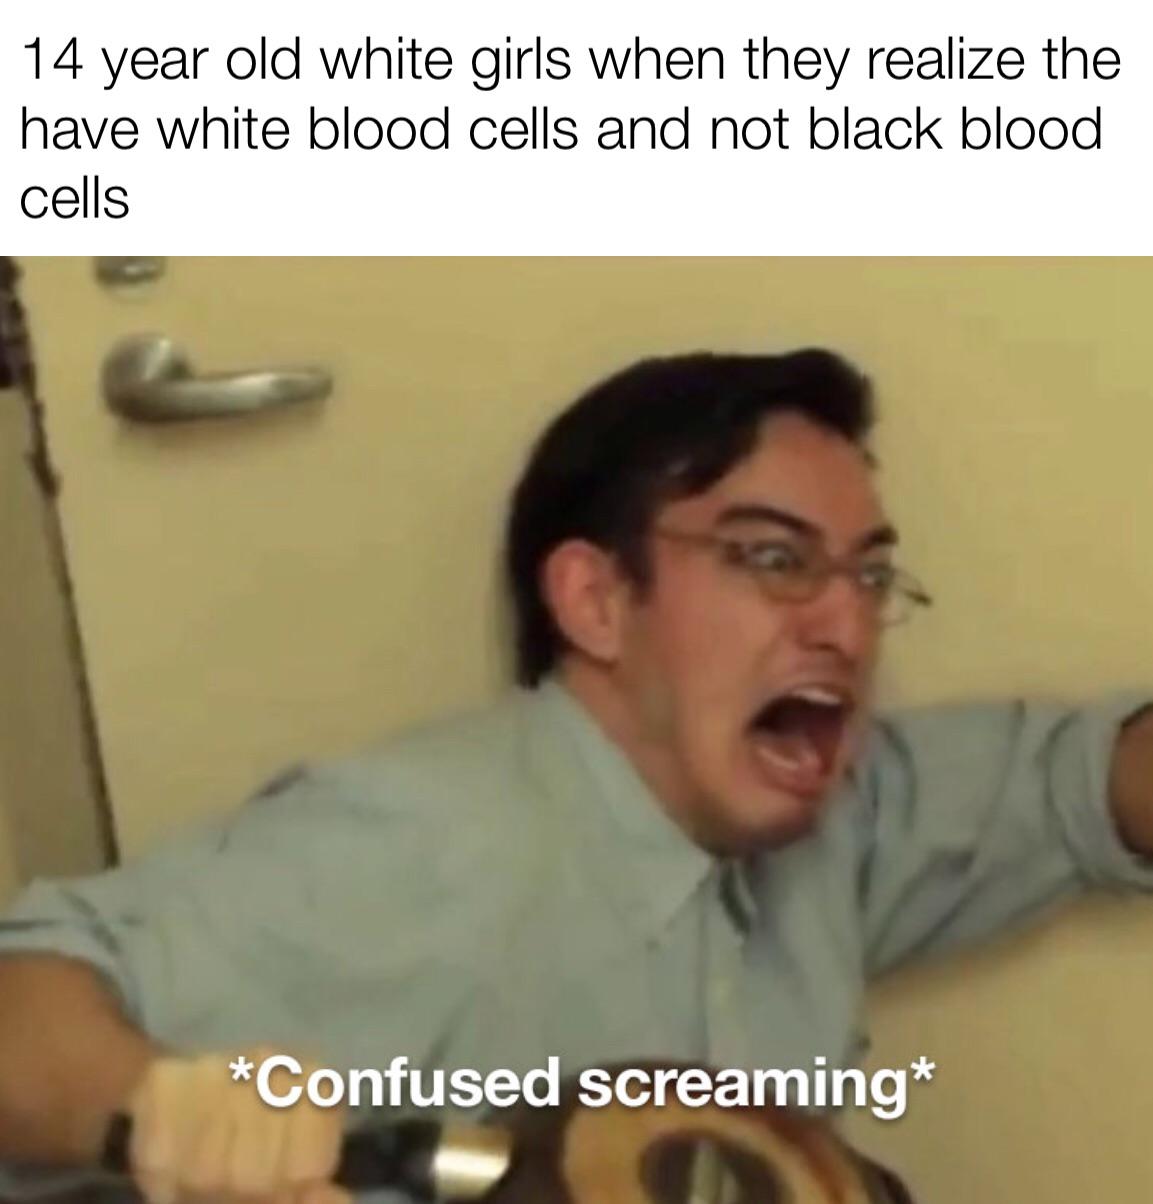 14 year old white girls when they realize the
have white blood cells and not black blood
cells
*Confused screaming*